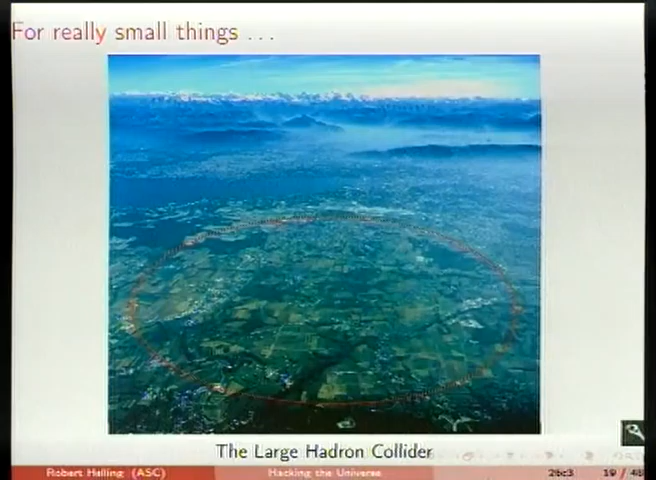 For really small things ...
The Large Hadron Collider
Robert Helling (ASC)
Hacking the Universe
26c3
19 / 48